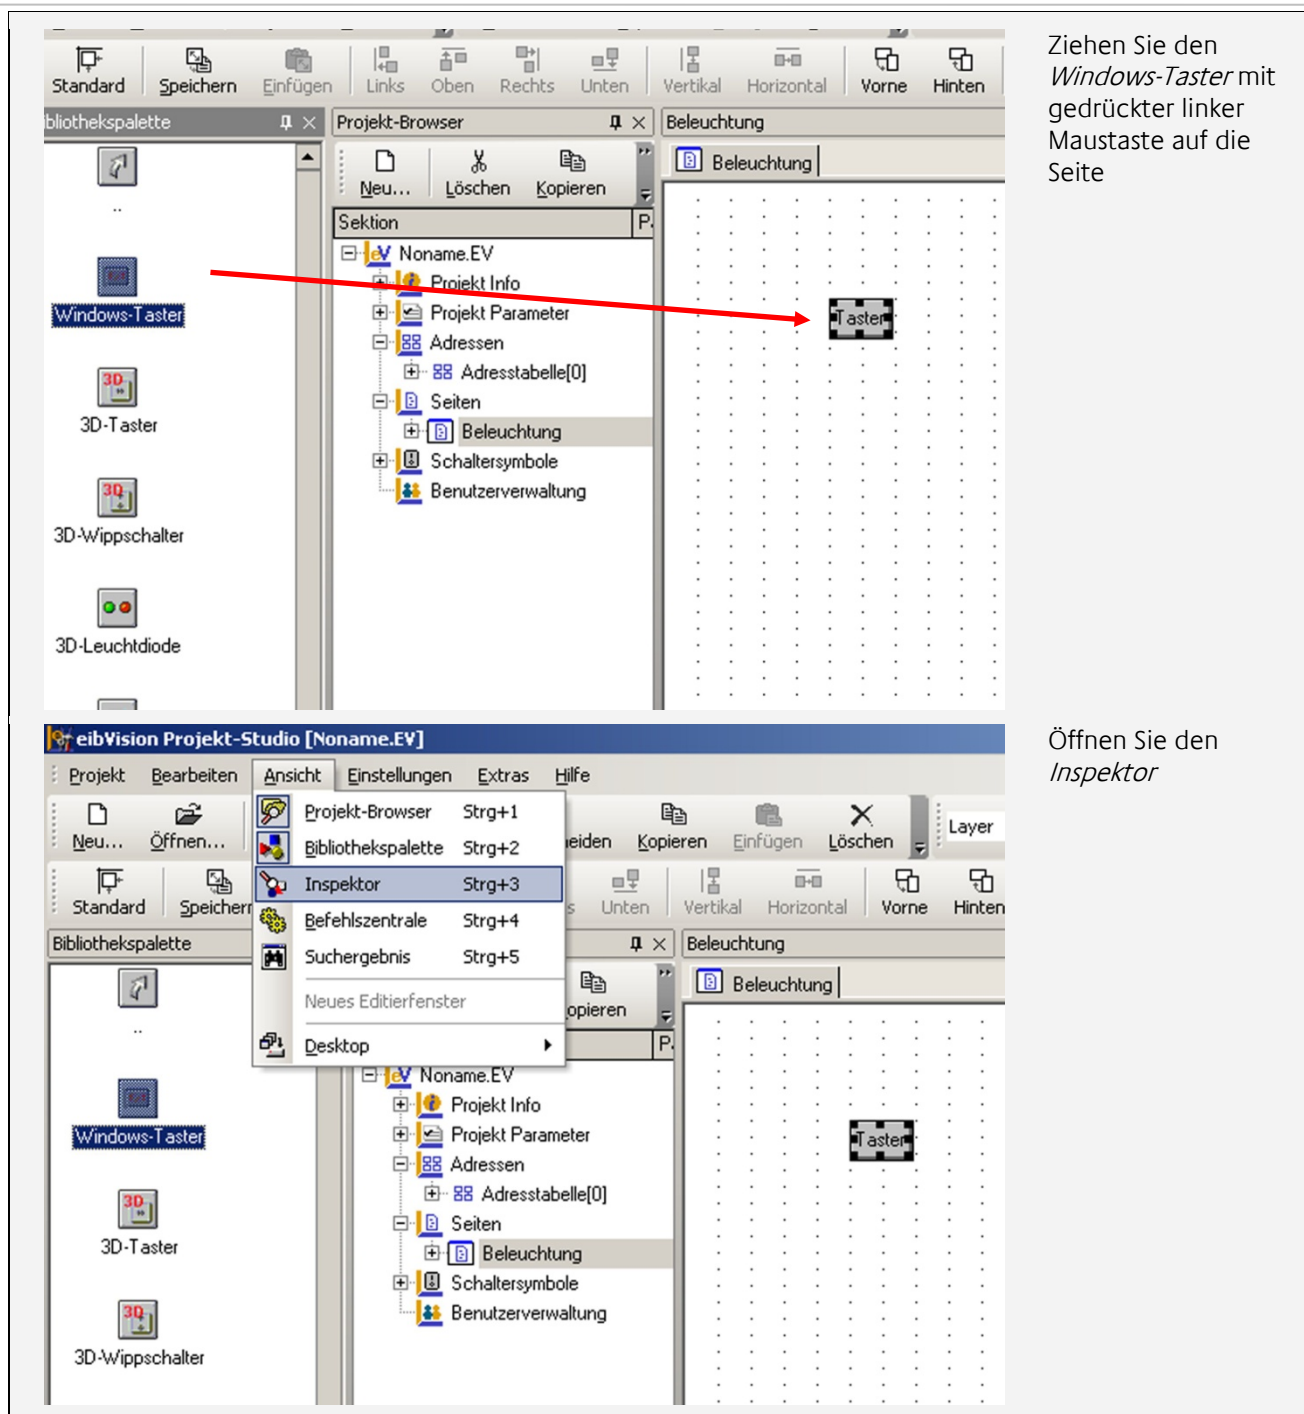 Standard Speichern Einfügen Links Oben Rechts Unten Vertikal Horizontal Vorne Hinten
bliothekspalette
..
Windows-Taster
3D-Taster
3D-Wippschalter
3D-Leuchtdiode
Projekt-Browser
Neu... Löschen Kopieren
Sektion P.
Noname.EV
Projekt Info
Projekt Parameter
Adressen
Adresstabelle[0]
Seiten
Beleuchtung
Schaltersymbole
Benutzerverwaltung
Beleuchtung
Beleuchtung
Taster
Ziehen Sie den
Windows-Taster mit
gedrückter linker
Maustaste auf die
Seite
eibVision Projekt-Studio [Noname.EV]
Projekt Bearbeiten Ansicht Einstellungen Extras Hilfe
Neu... Öffnen... neiden Kopieren Einfügen Löschen Layer
Standard Speicherr s Unten Vertikal Horizontal Vorne Hinten
Projekt-Browser Strg+1
Bibliothekspalette Strg+2
Inspektor Strg+3
Befehlszentrale Strg+4
Suchergebnis Strg+5
Neues Editierfenster
Desktop
Bibliothekspalette
..
Windows-Taster
3D-Taster
3D-Wippschalter
opieren
P.
Noname.EV
Projekt Info
Projekt Parameter
Adressen
Adresstabelle[0]
Seiten
Beleuchtung
Schaltersymbole
Benutzerverwaltung
Beleuchtung
Beleuchtung
Taster
Öffnen Sie den
Inspektor